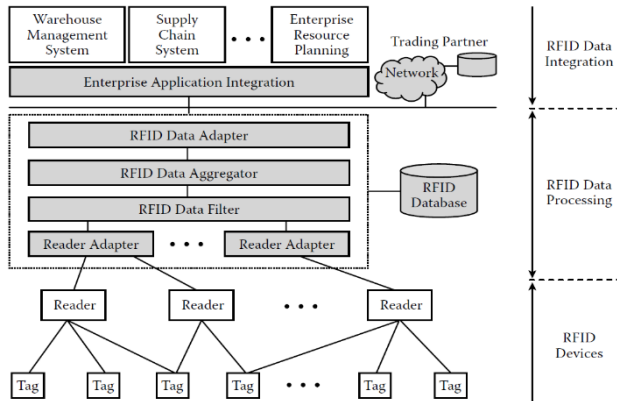 Warehouse
Management
System
Supply
Chain
System
Enterprise
Resource
Planning
Trading Partner
Network
RFID Data
Integration
Enterprise Application Integration
RFID Data Adapter
RFID Data Aggregator
RFID Data Filter
Reader Adapter
Reader Adapter
RFID
Database
RFID Data
Processing
Reader
Reader
Reader
RFID
Devices
Tag
Tag
Tag
Tag
Tag
Tag